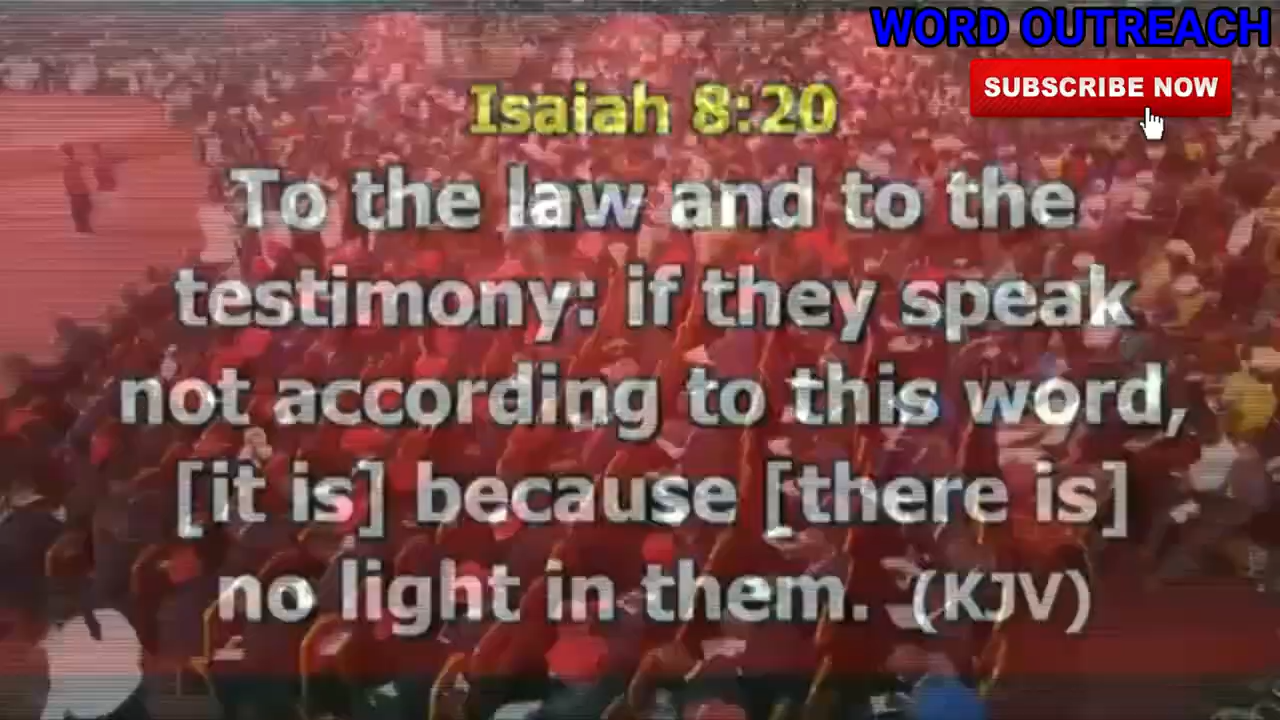 WORD OUTREACH
SUBSCRIBE NOW
Isaiah 8:20
To the law and to the
testimony: if they speak
not according to this word,
[it is] because [there is]
no light in them. (KJV)